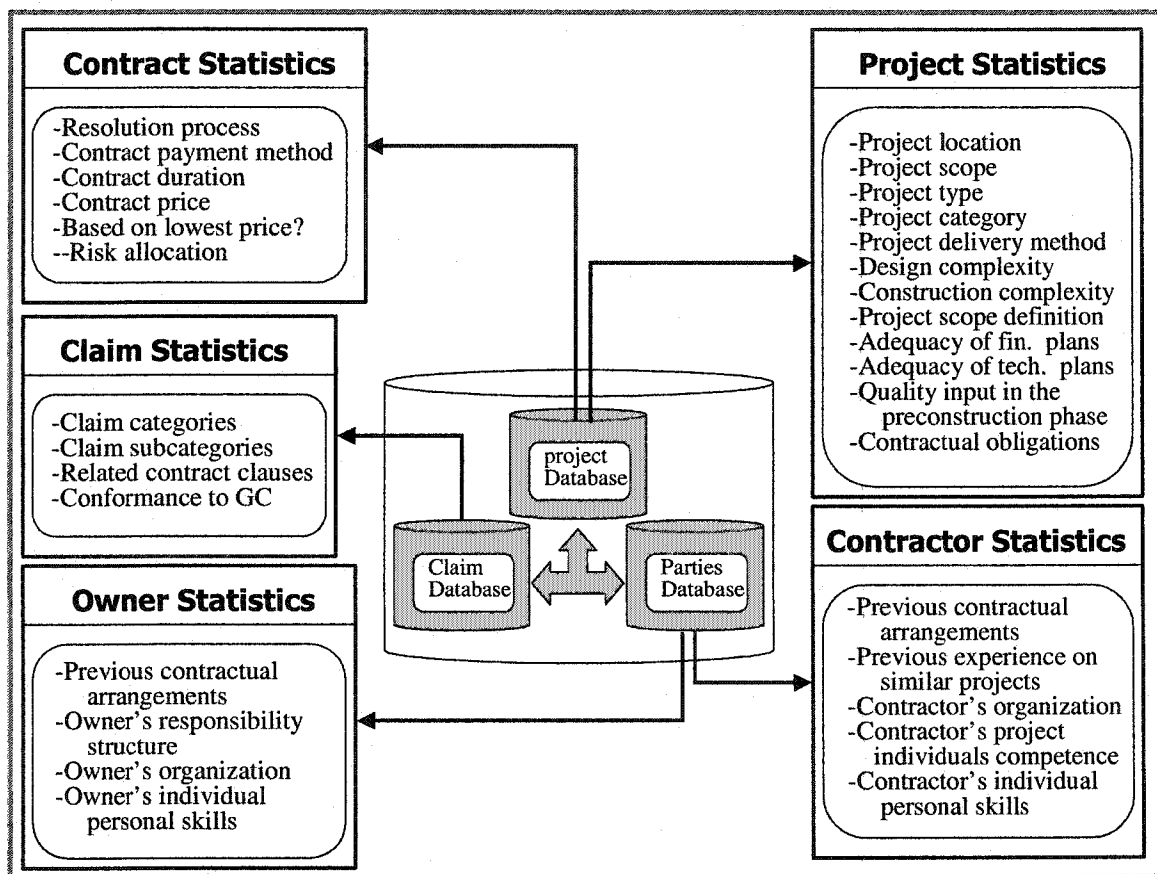 Contract Statistics
-Resolution process
-Contract payment method
-Contract duration
-Contract price
-Based on lowest price?
--Risk allocation
Claim Statistics
-Claim categories
-Claim subcategories
-Related contract clauses
-Conformance to GC
Owner Statistics
-Previous contractual
arrangements
-Owner's responsibility
structure
-Owner's organization
-Owner's individual
personal skills
project
Database
Claim
Database
Parties
Database
Project Statistics
-Project location
-Project scope
-Project type
-Project category
-Project delivery method
-Design complexity
-Construction complexity
-Project scope definition
-Adequacy of fin. plans
-Adequacy of tech. plans
-Quality input in the
preconstruction phase
-Contractual obligations
Contractor Statistics
-Previous contractual
arrangements
-Previous experience on
similar projects
-Contractor's organization
-Contractor's project
individuals competence
-Contractor's individual
personal skills